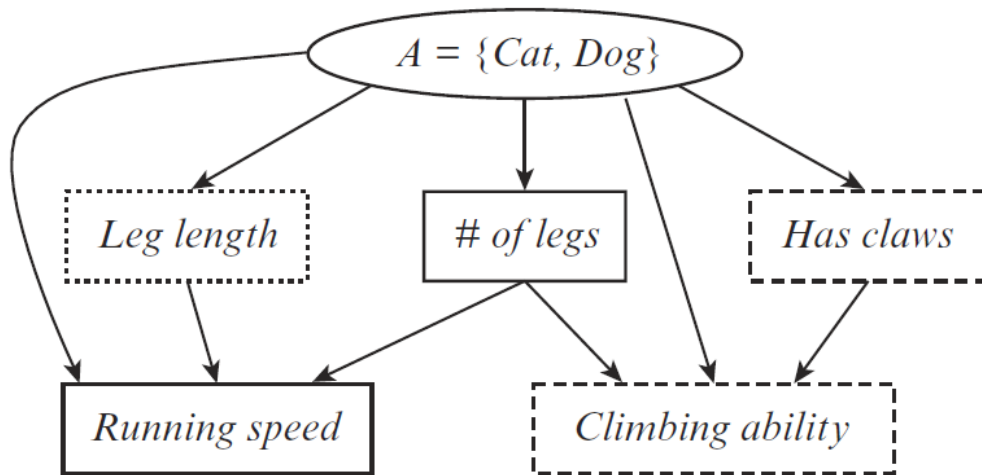 A = {Cat, Dog}
Leg length
# of legs
Has claws
Running speed
Climbing ability